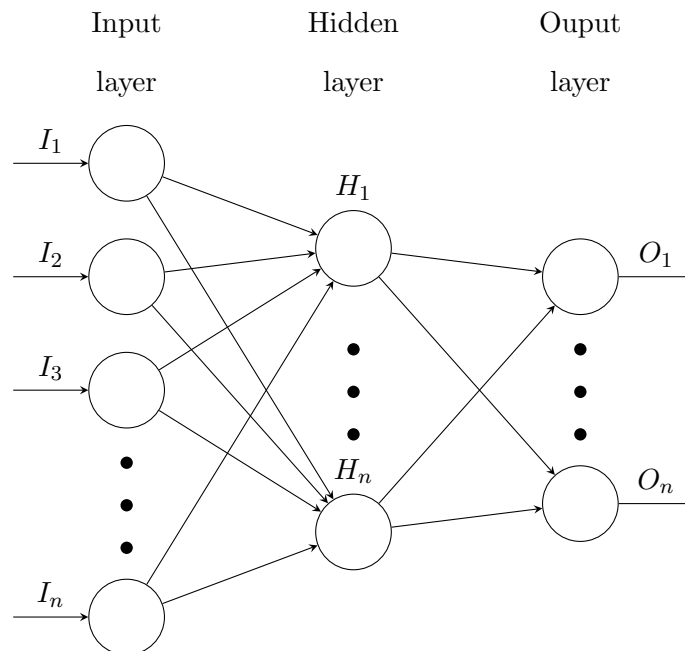 Input Hidden Ouput
layer layer layer
I₁
H₁
I₂ O₁
I₃
Hₙ
Oₙ
Iₙ